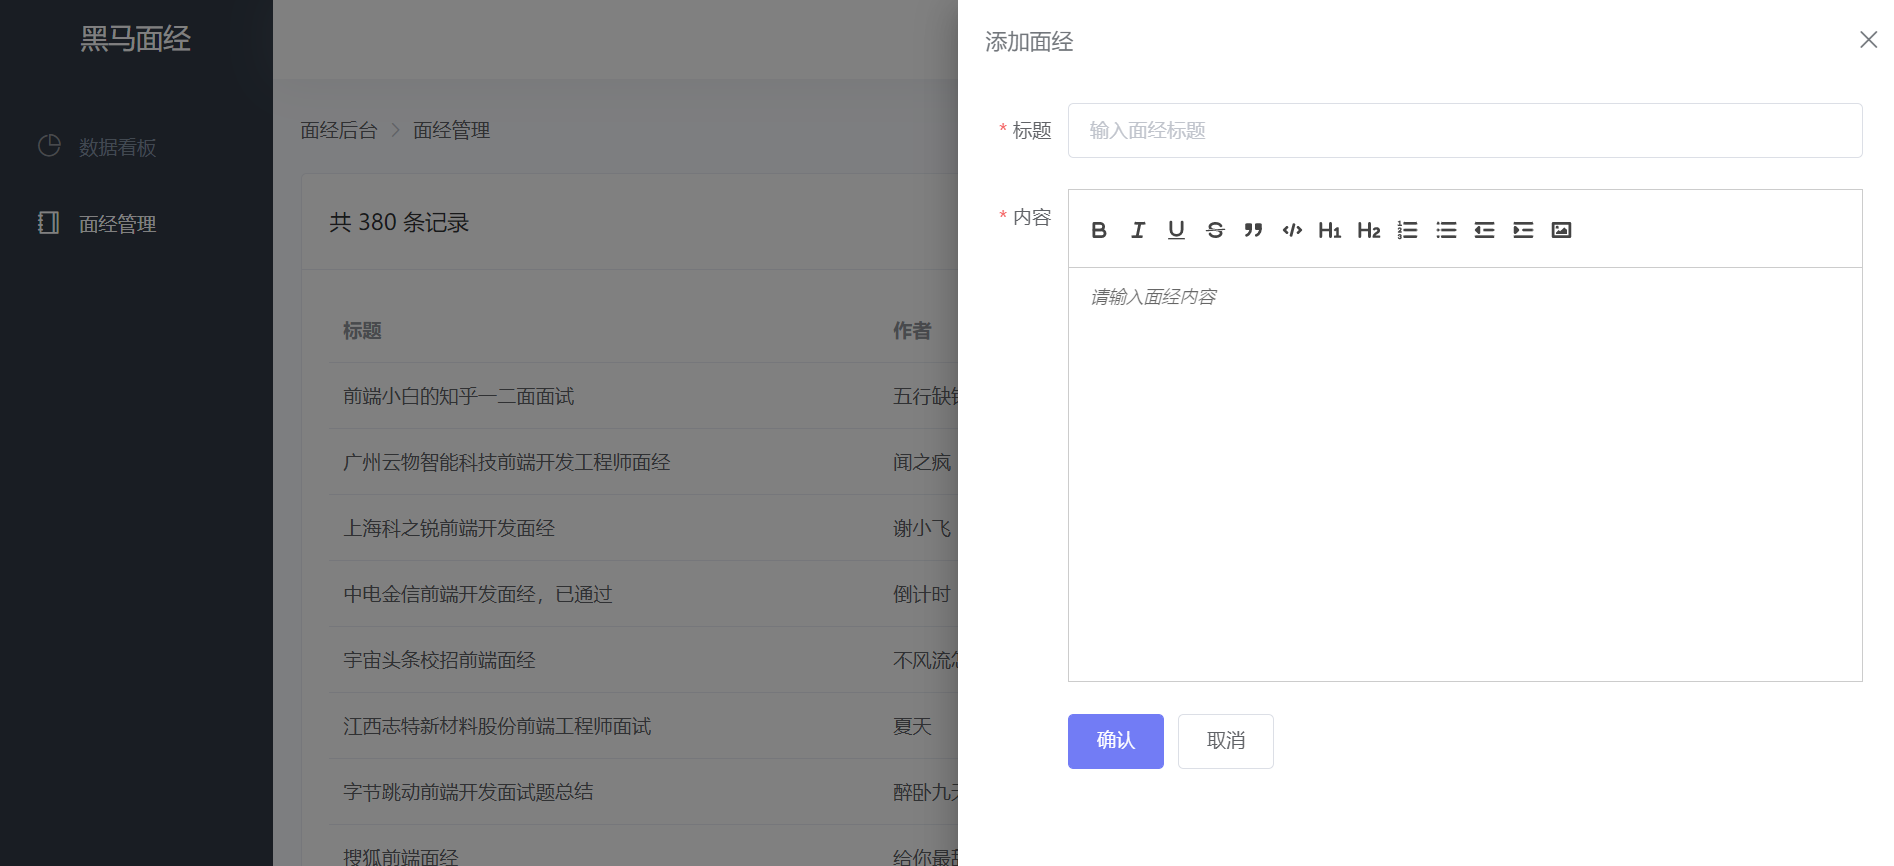 黑马面经
数据看板
面经管理
面经后台 > 面经管理
共 380 条记录
标题 作者
前端小白的知乎一二面面试 五行缺
广州云物智能科技前端开发工程师面经 闻之疯
上海科之锐前端开发面经 谢小飞
中电金信前端开发面经，已通过 倒计时
宇宙头条校招前端面经 不风流
江西志特新材料股份前端工程师面试 夏天
字节跳动前端开发面试题总结 醉卧九
搜狐前端面经 给你最
添加面经
* 标题 输入面经标题
* 内容
B I U S H1 H2
请输入面经内容
确认 取消